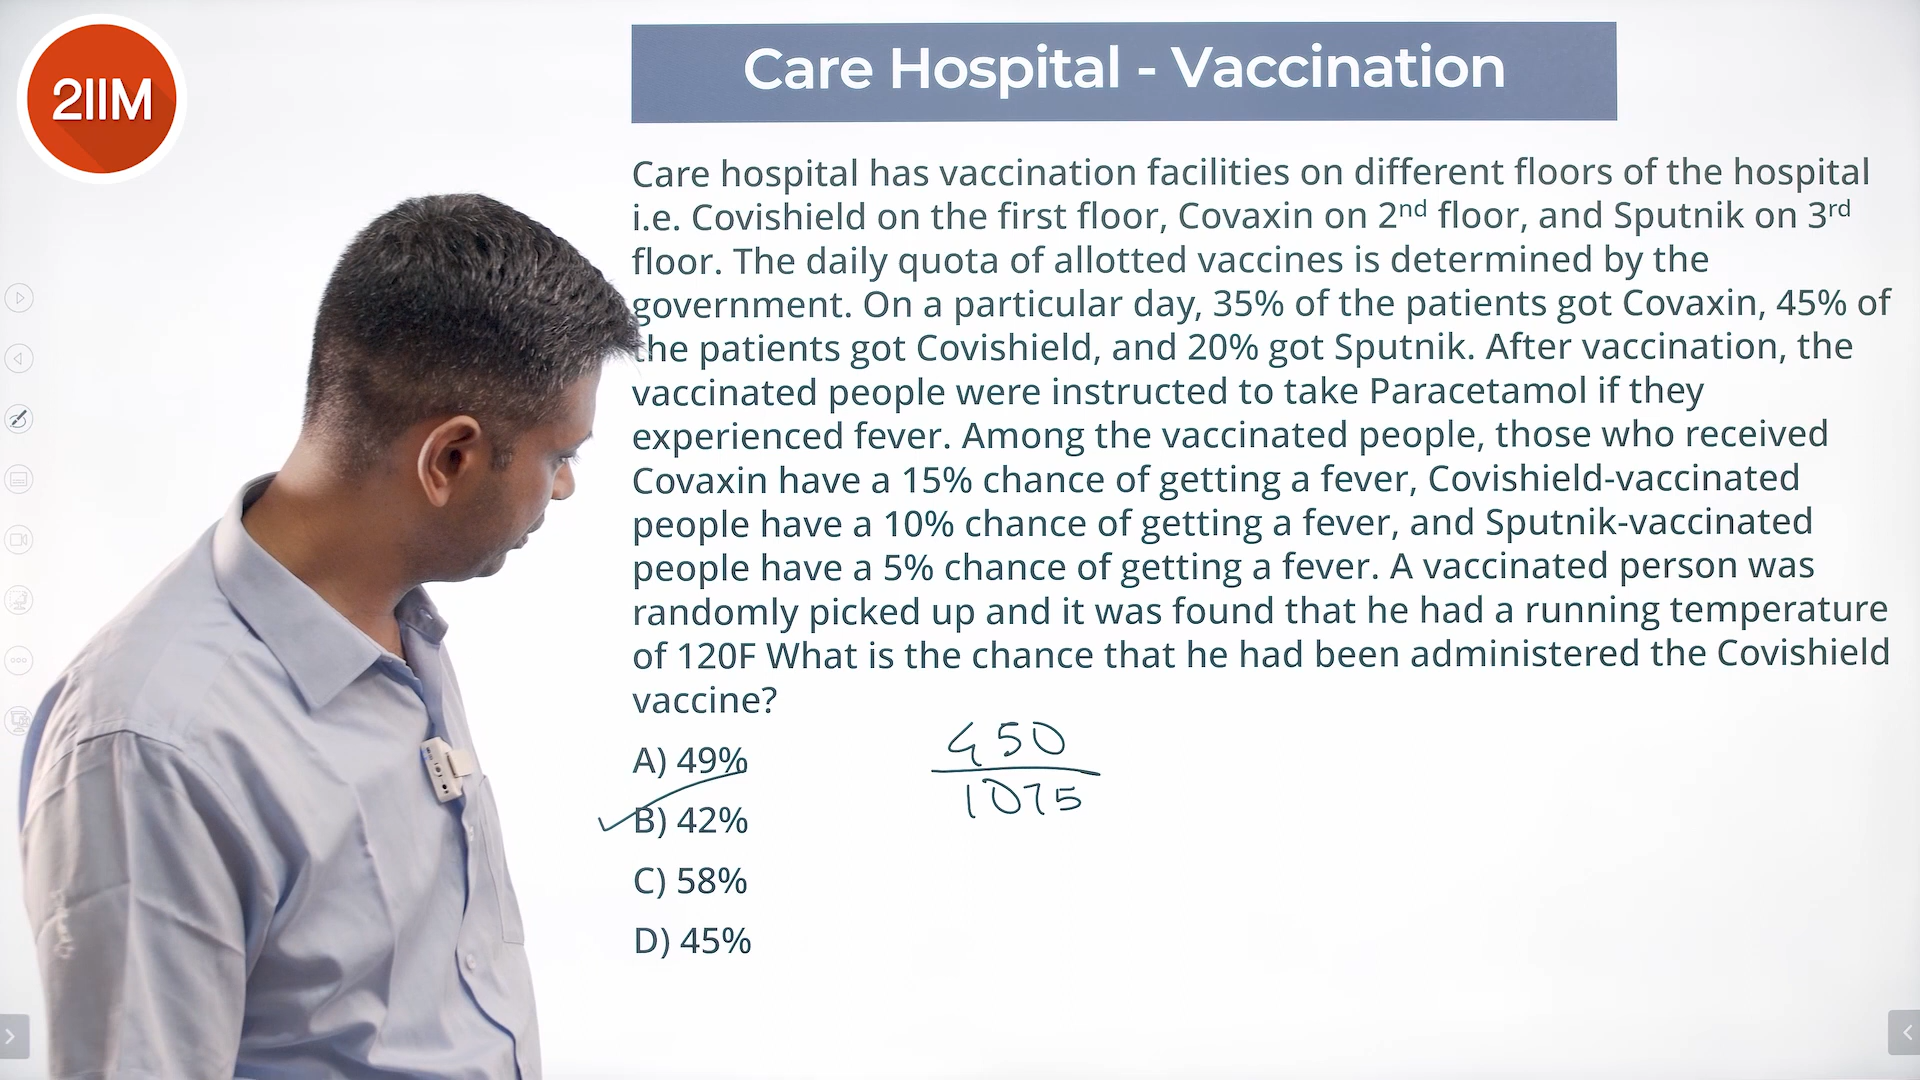 2IIM
Care Hospital - Vaccination
Care hospital has vaccination facilities on different floors of the hospital
i.e. Covishield on the first floor, Covaxin on 2nd floor, and Sputnik on 3rd
floor. The daily quota of allotted vaccines is determined by the
government. On a particular day, 35% of the patients got Covaxin, 45% of
the patients got Covishield, and 20% got Sputnik. After vaccination, the
vaccinated people were instructed to take Paracetamol if they
experienced fever. Among the vaccinated people, those who received
Covaxin have a 15% chance of getting a fever, Covishield-vaccinated
people have a 10% chance of getting a fever, and Sputnik-vaccinated
people have a 5% chance of getting a fever. A vaccinated person was
randomly picked up and it was found that he had a running temperature
of 120F What is the chance that he had been administered the Covishield
vaccine?
A) 49%
B) 42%
C) 58%
D) 45%
450
1075